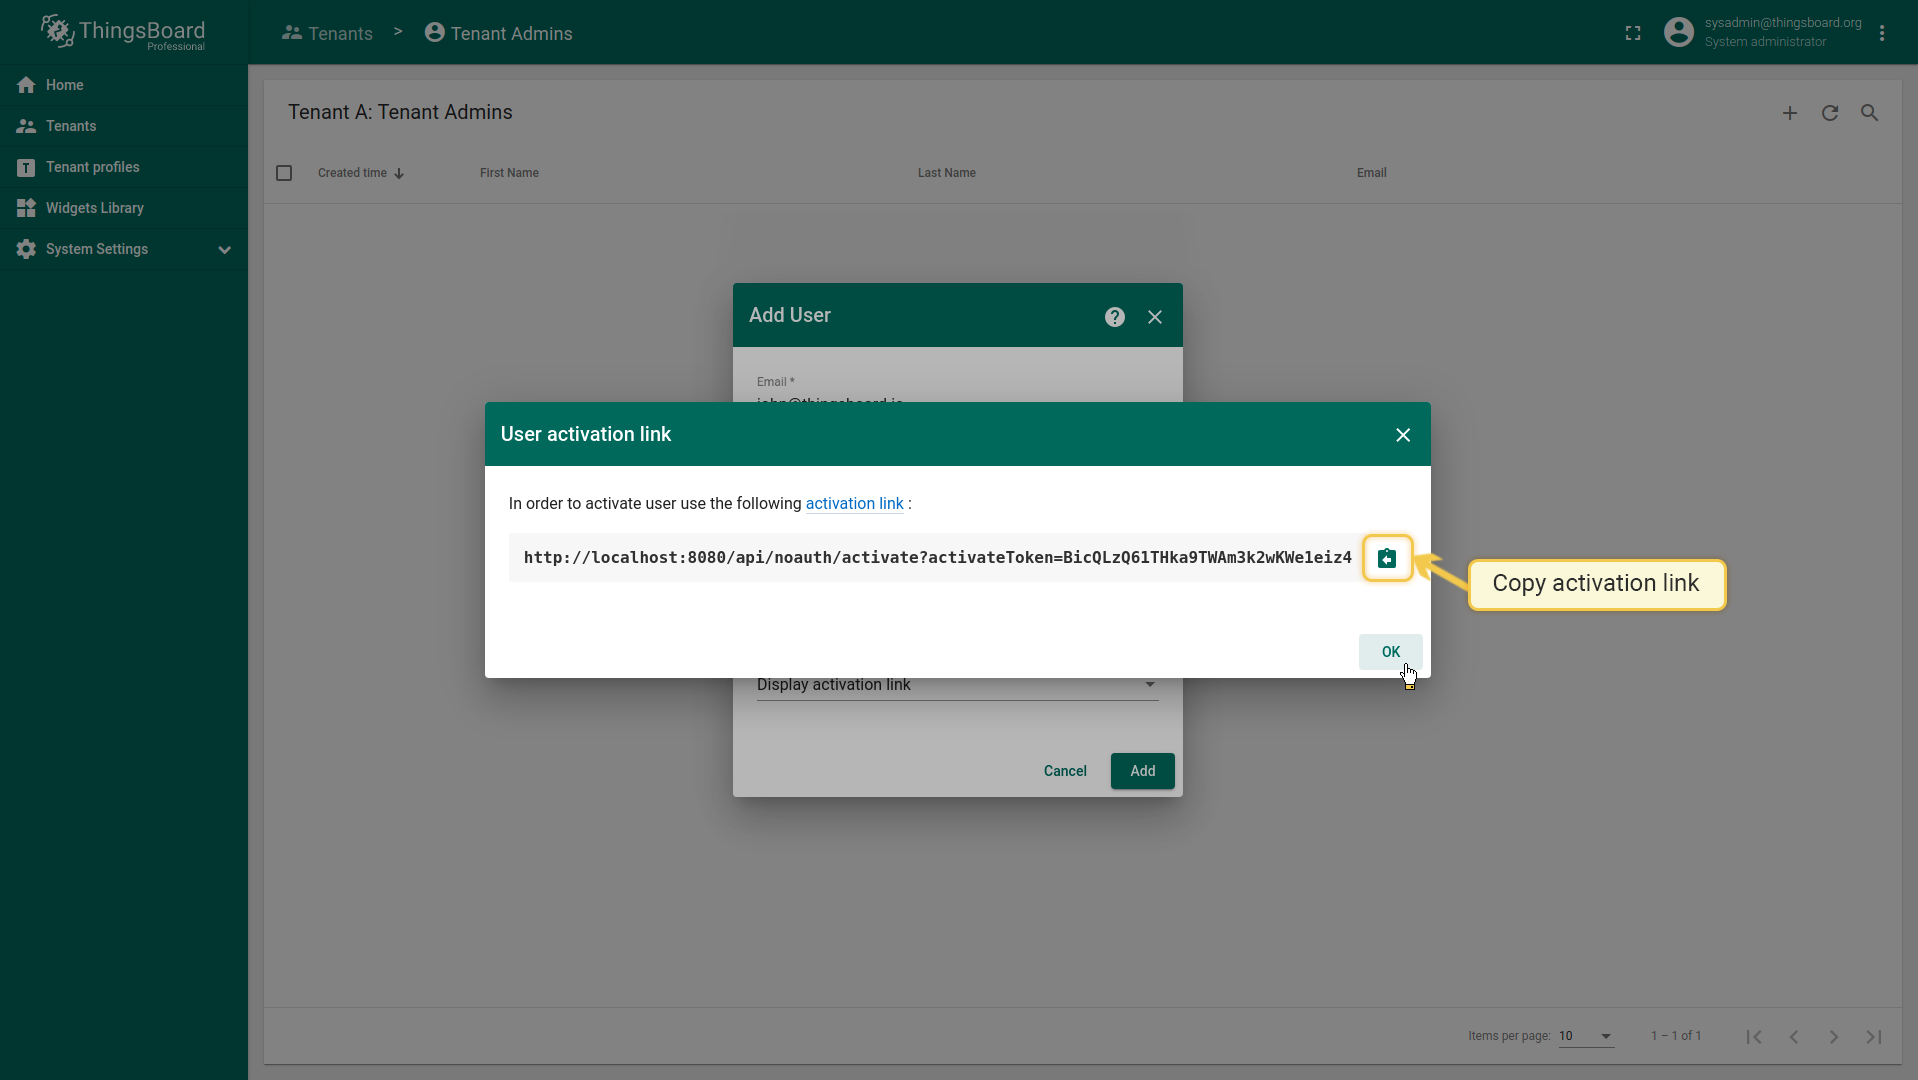 ThingsBoard
Professional
Tenants > Tenant Admins
sysadmin@thingsboard.org
System administrator
Home
Tenants
Tenant profiles
Widgets Library
System Settings
Tenant A: Tenant Admins
Created time First Name Last Name Email
Add User
Email *
john@thingsboard.io
User activation link
In order to activate user use the following activation link :
http://localhost:8080/api/noauth/activate?activateToken=BicQLzQ61THka9TWAm3k2wKWe1eiz4
Copy activation link
OK
Display activation link
Cancel Add
Items per page: 10 1 – 1 of 1